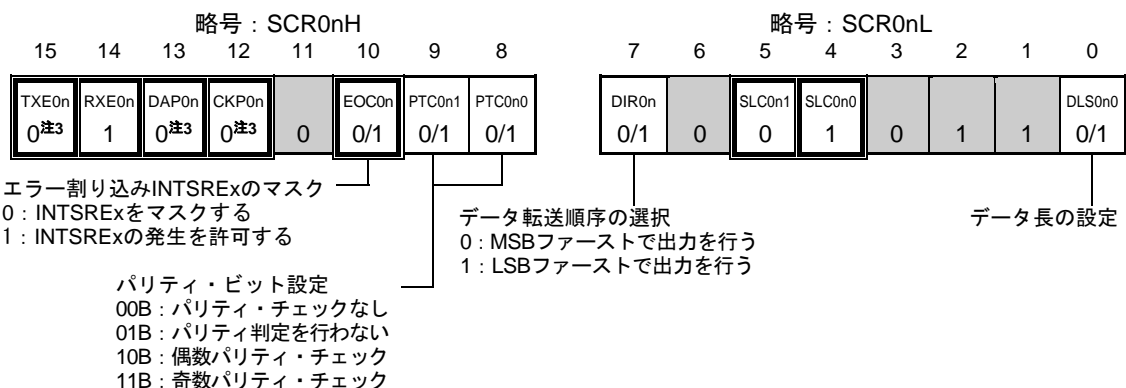 略号：SCR0nH 略号：SCR0nL
15 14 13 12 11 10 9 8 7 6 5 4 3 2 1 0
TXE0n RXE0n DAP0n CKP0n EOC0n PTC0n1 PTC0n0 DIR0n SLC0n1 SLC0n0 DLS0n0
0注3 1 0注3 0注3 0 0/1 0/1 0/1 0/1 0 0 1 0 1 1 0/1
エラー割り込みINTSRExのマスク
0：INTSRExをマスクする
1：INTSRExの発生を許可する
データ転送順序の選択
0：MSBファーストで出力を行う
1：LSBファーストで出力を行う
データ長の設定
パリティ・ビット設定
00B：パリティ・チェックなし
01B：パリティ判定を行わない
10B：偶数パリティ・チェック
11B：奇数パリティ・チェック